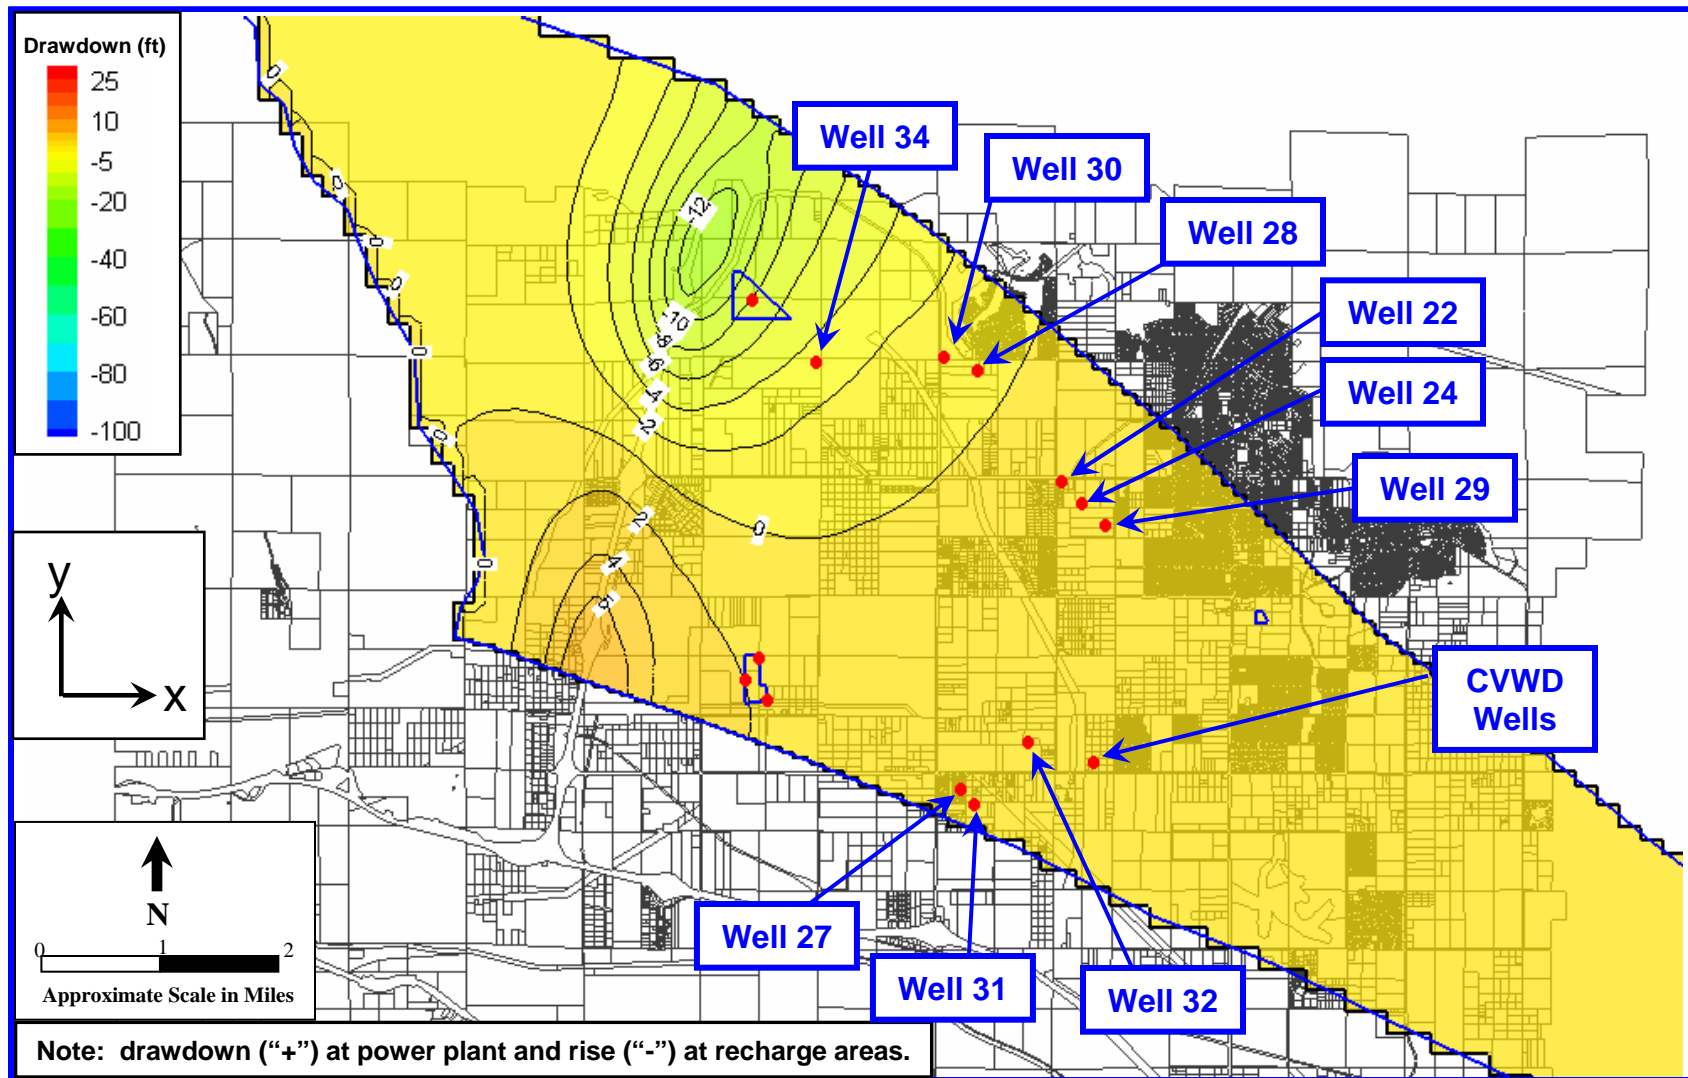 Drawdown (ft)
25
10
-5
-20
-40
-60
-80
-100
0
0
0
0
0
0
0
-12
-10
-8
-6
-4
-2
0
2
4
6
Well 34
Well 30
Well 28
Well 22
Well 24
Well 29
CVWD
Wells
Well 27
Well 31
Well 32
y
x
N
0 1 2
Approximate Scale in Miles
Note: drawdown (“+”) at power plant and rise (“-”) at recharge areas.